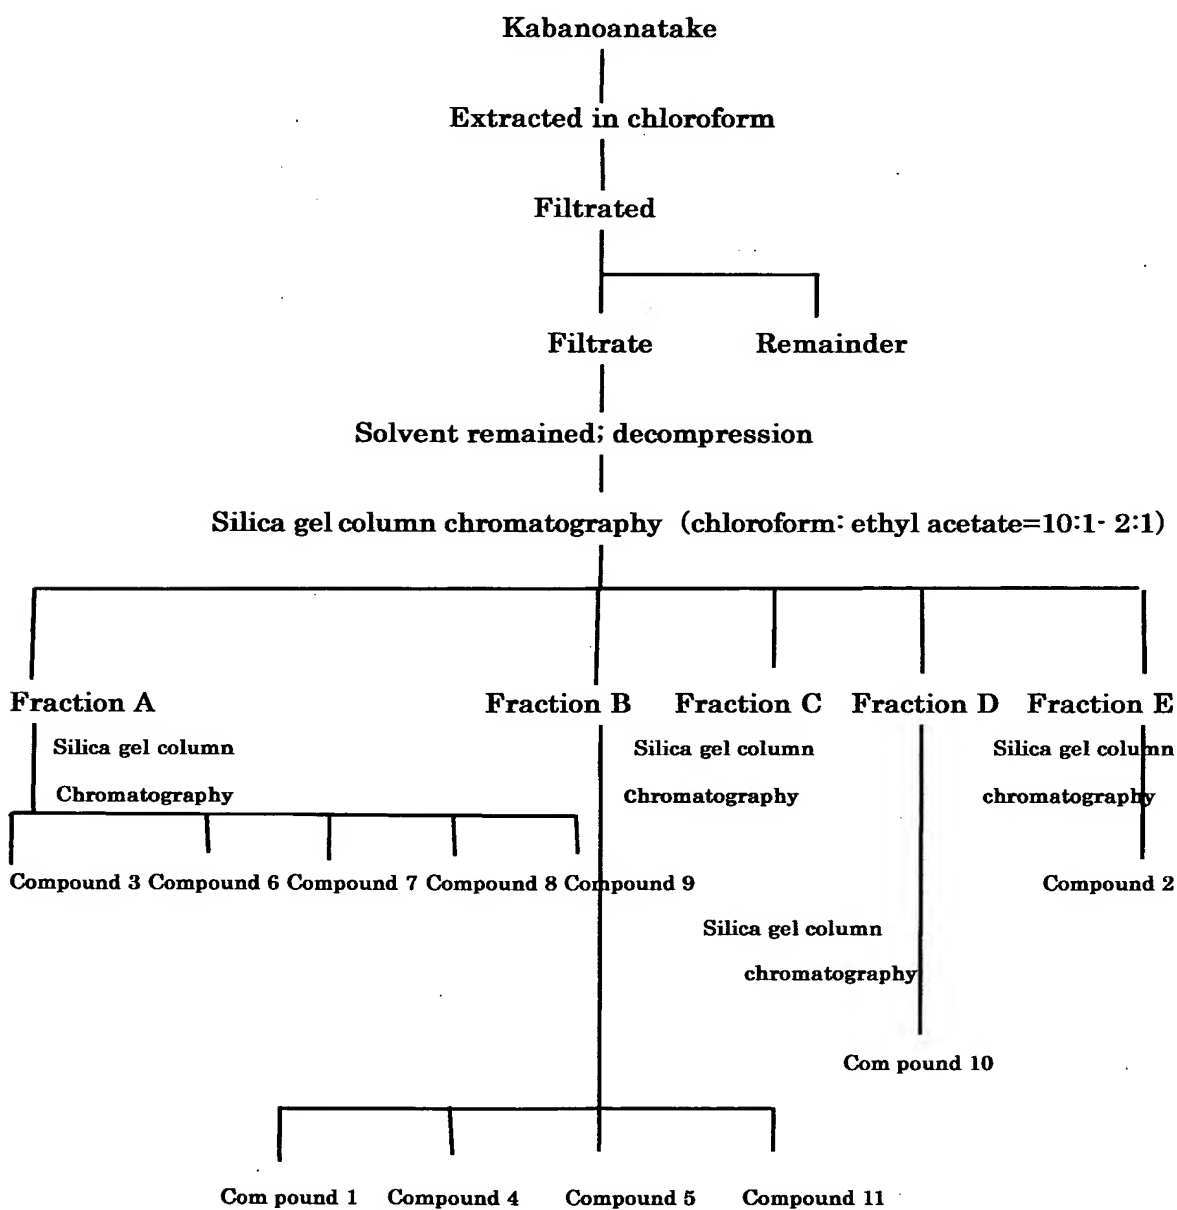 Kabanoanatake
Extracted in chloroform
Filtrated
Filtrate Remainder
Solvent remained; decompression
Silica gel column chromatography (chloroform: ethyl acetate=10:1- 2:1)
Fraction A Fraction B Fraction C Fraction D Fraction E
Silica gel column Silica gel column Silica gel column
Chromatography chromatography chromatography
Compound 3 Compound 6 Compound 7 Compound 8 Compound 9 Compound 2
Silica gel column
chromatography
Com pound 10
Com pound 1 Compound 4 Compound 5 Compound 11